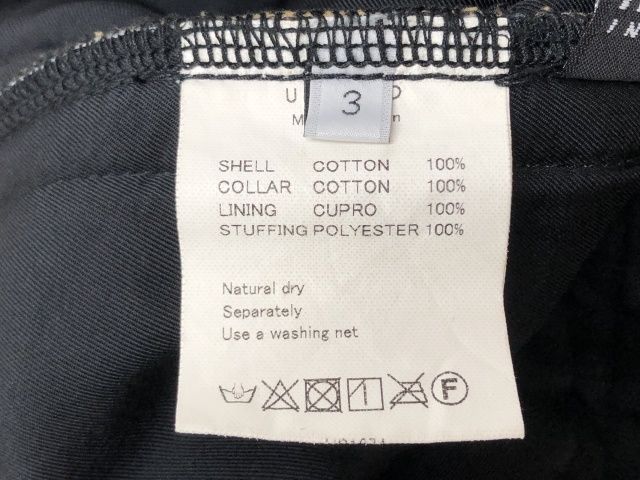 3
SHELL COTTON 100%
COLLAR COTTON 100%
LINING CUPRO 100%
STUFFING POLYESTER 100%
Natural dry
Separately
Use a washing net
F